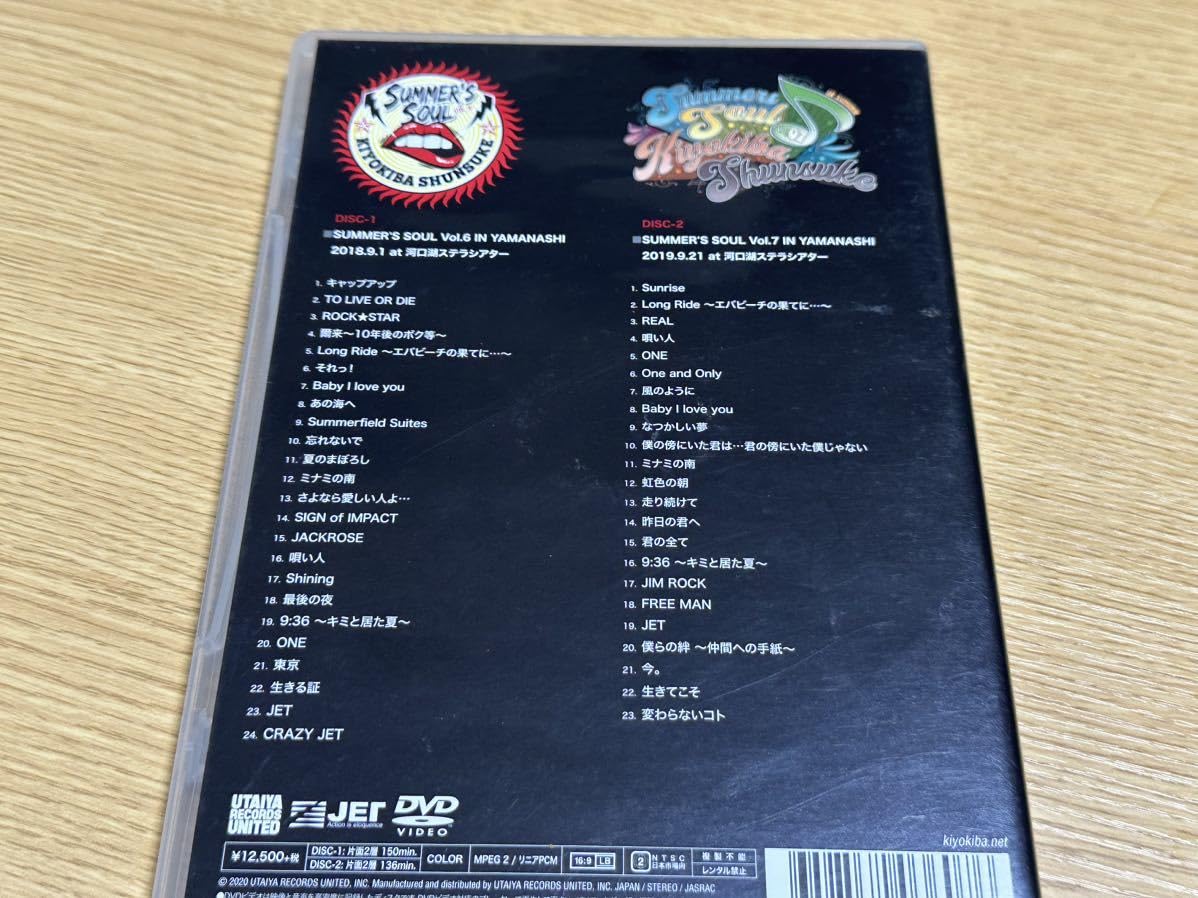 SUMMER'S
SOUL
KIYOKIBA SHUNSUKE
DISC-1
SUMMER'S SOUL Vol.6 IN YAMANASHI
2018.9.1 at 河口湖ステラシアター
1. キャップアップ
2. TO LIVE OR DIE
3. ROCK★STAR
4. 爾来～10年後のボク等～
5. Long Ride ～エバビーチの果てに…～
6. それっ!
7. Baby I love you
8. あの海へ
9. Summerfield Suites
10. 忘れないで
11. 夏のまぼろし
12. ミナミの南
13. さよなら愛しい人よ…
14. SIGN of IMPACT
15. JACKROSE
16. 唄い人
17. Shining
18. 最後の夜
19. 9:36 ～キミと居た夏～
20. ONE
21. 東京
22. 生きる証
23. JET
24. CRAZY JET
Summers
Soul
07
Kiyokiba
Shunsuke
DISC-2
SUMMER'S SOUL Vol.7 IN YAMANASHI
2019.9.21 at 河口湖ステラシアター
1. Sunrise
2. Long Ride ～エバビーチの果てに…～
3. REAL
4. 唄い人
5. ONE
6. One and Only
7. 風のように
8. Baby I love you
9. なつかしい夢
10. 僕の傍にいた君は…君の傍にいた僕じゃない
11. ミナミの南
12. 虹色の朝
13. 走り続けて
14. 昨日の君へ
15. 君の全て
16. 9:36 ～キミと居た夏～
17. JIM ROCK
18. FREE MAN
19. JET
20. 僕らの絆 ～仲間への手紙～
21. 今。
22. 生きてこそ
23. 変わらないコト
UTAIYA
RECORDS
UNITED
JET
Action is eloquence
DVD
VIDEO
kiyokiba.net
¥12,500+税
DISC-1: 片面2層 150min.
DISC-2: 片面2層 136min.
COLOR
MPEG 2 / リニアPCM
16:9 LB
2
NTSC
日本市場向
複製不能
レンタル禁止
© 2020 UTAIYA RECORDS UNITED, INC. Manufactured and distributed by UTAIYA RECORDS UNITED, INC. JAPAN / STEREO / JASRAC